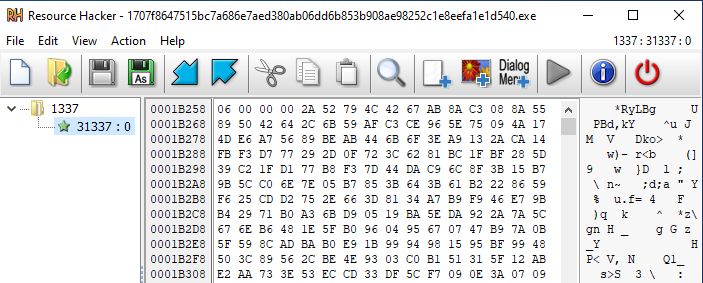 Resource Hacker - 1707f8647515bc7a686e7aed380ab06dd6b853b908ae98252c1e8eefa1e1d540.exe
File Edit View Action Help 1337 : 31337 : 0
As Dialog Menu
1337
31337 : 0
0001B258 06 00 00 00 2A 52 79 4C 42 67 AB 8A C3 08 8A 55 *RyLBg U
0001B268 89 50 42 64 2C 6B 59 AF C3 CE 96 5E 75 09 4A 17 PBd,kY ^u J
0001B278 4D E6 A7 56 89 BE AB 44 6B 6F 3E A9 13 2A CA 14 M V Dko> *
0001B288 FB F3 D7 77 29 2D 0F 72 3C 62 81 BC 1F BF 28 5D w)- r<b (]
0001B298 39 C2 1F D1 77 B8 F3 7D 44 DA C9 6C 8F 3B 15 B7 9 w }D l ;
0001B2A8 9B 5C C0 6E 7E 05 B7 85 3B 64 3B 61 B2 22 86 59 \ n~ ;d;a " Y
0001B2B8 F6 25 CD D2 75 2E 66 3D 81 34 A7 B9 F9 46 E7 9B % u.f= 4 F
0001B2C8 B4 29 71 B0 A3 6B D9 05 19 BA 5E DA 92 2A 7A 5C )q k ^ *z\
0001B2D8 67 6E B6 48 1E 5F B0 96 04 95 67 07 47 B9 7A 0B gn H _ g G z
0001B2E8 5F 59 8C AD BA B0 E9 1B 99 94 98 15 95 BF 99 48 _Y H
0001B2F8 50 3C 89 56 2C BE 4E 93 03 C0 B1 51 31 5F 12 AB P< V, N Q1_
0001B308 E2 AA 73 3E 53 EC CD 33 DF 5C F7 09 0E 3A 07 09 s>S 3 \ :